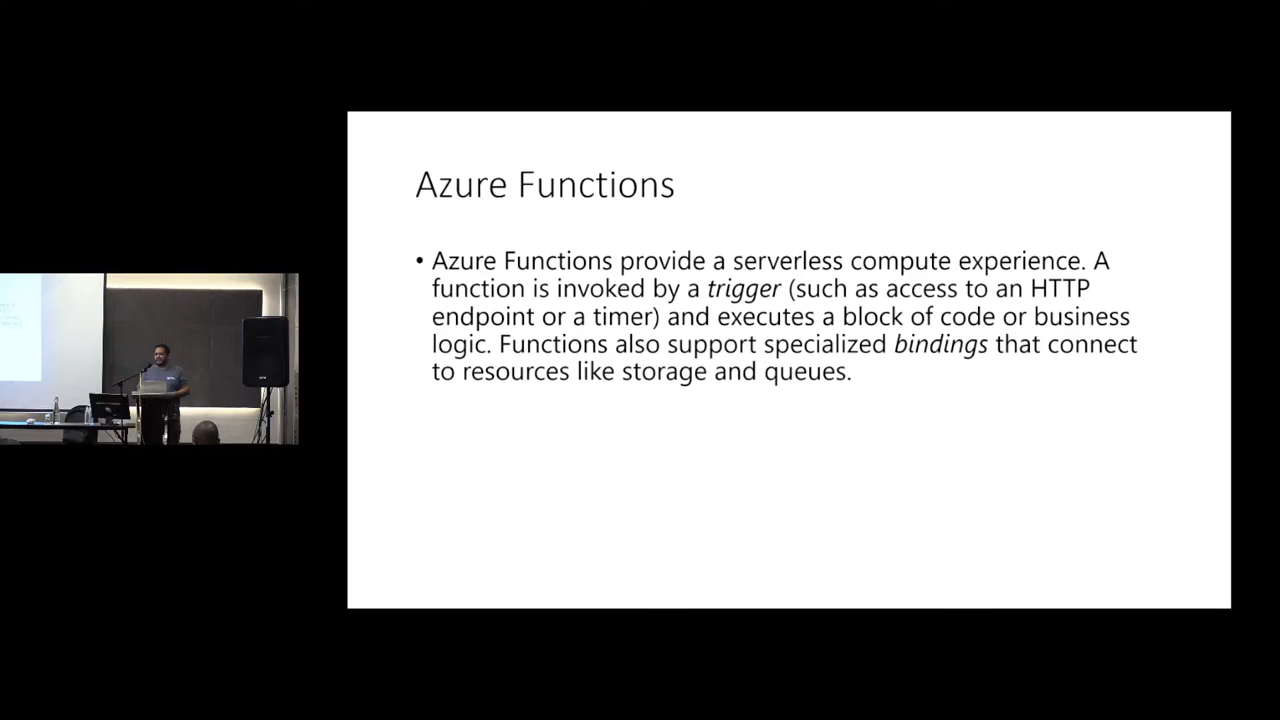 Azure Functions
• Azure Functions provide a serverless compute experience. A
function is invoked by a trigger (such as access to an HTTP
endpoint or a timer) and executes a block of code or business
logic. Functions also support specialized bindings that connect
to resources like storage and queues.